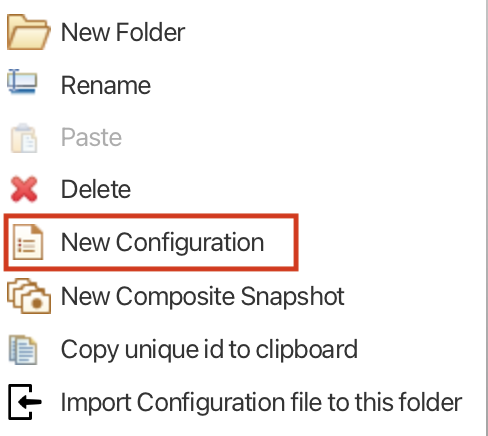 New Folder
Rename
Paste
Delete
New Configuration
New Composite Snapshot
Copy unique id to clipboard
Import Configuration file to this folder